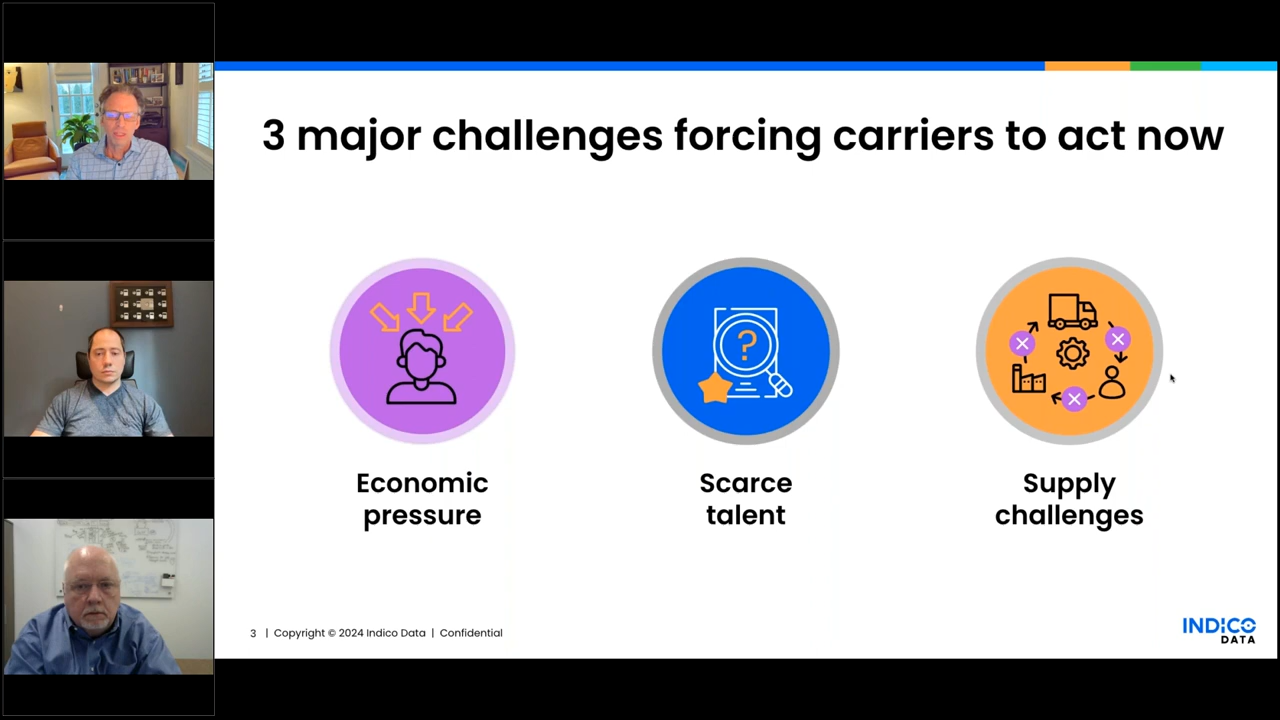 3 major challenges forcing carriers to act now
?
Economic
pressure
Scarce
talent
Supply
challenges
3 | Copyright © 2024 Indico Data | Confidential
INDICO
DATA